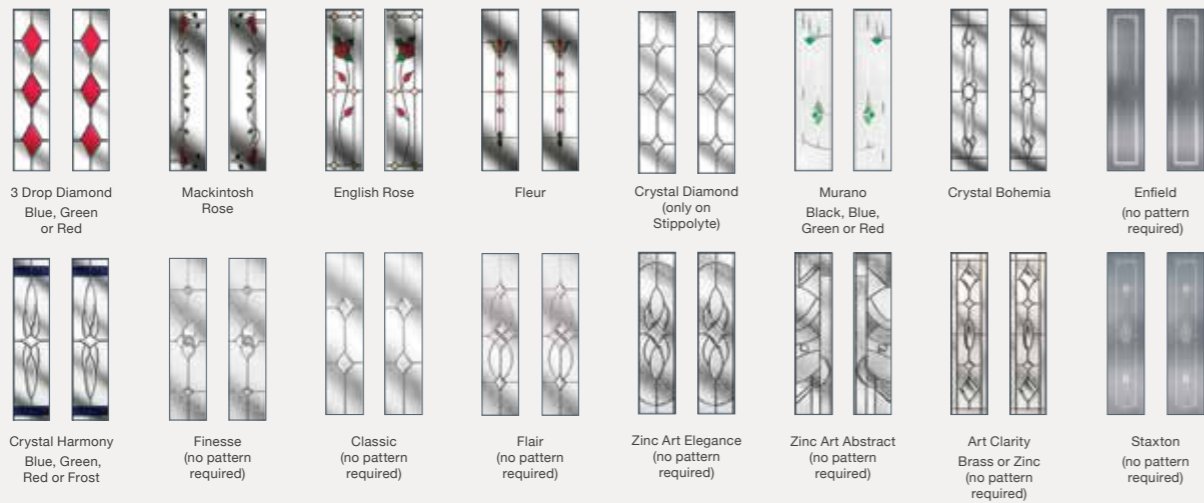 3 Drop Diamond
Blue, Green
or Red
Mackintosh
Rose
English Rose
Fleur
Crystal Diamond
(only on
Stippolyte)
Murano
Black, Blue,
Green or Red
Crystal Bohemia
Enfield
(no pattern
required)
Crystal Harmony
Blue, Green,
Red or Frost
Finesse
(no pattern
required)
Classic
(no pattern
required)
Flair
(no pattern
required)
Zinc Art Elegance
(no pattern
required)
Zinc Art Abstract
(no pattern
required)
Art Clarity
Brass or Zinc
(no pattern
required)
Staxton
(no pattern
required)